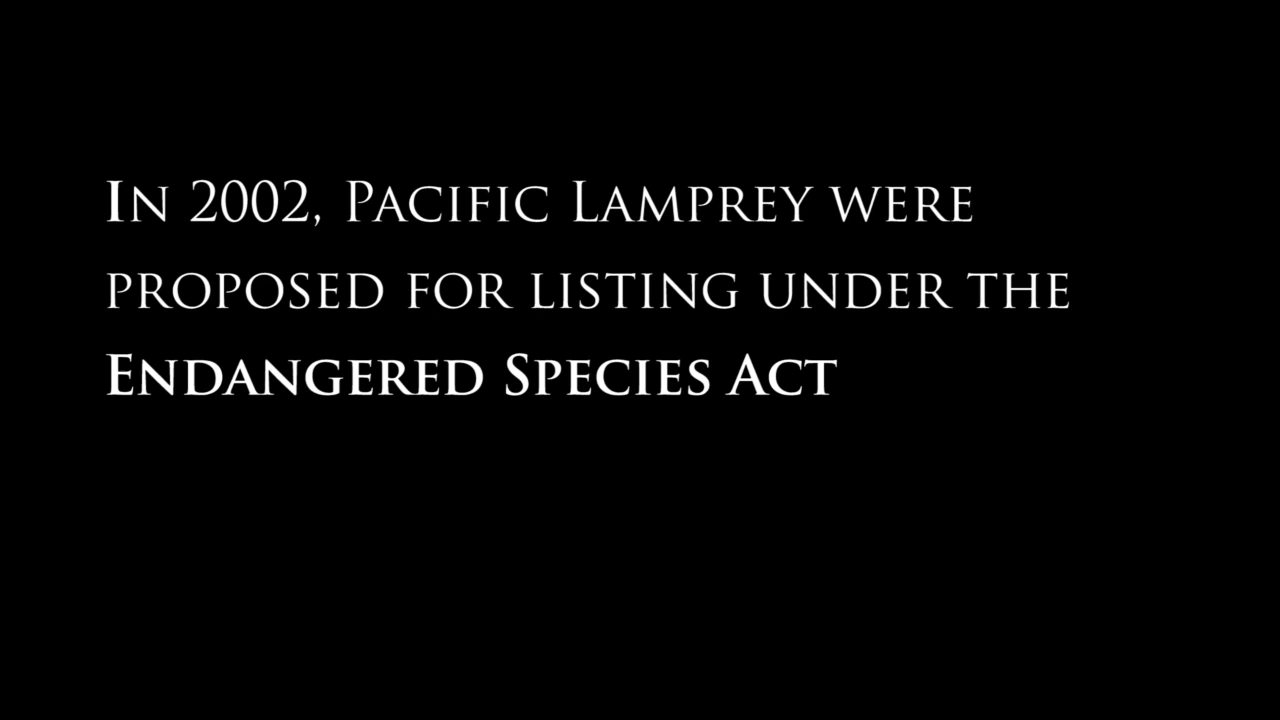 In 2002, Pacific Lamprey were
proposed for listing under the
Endangered Species Act